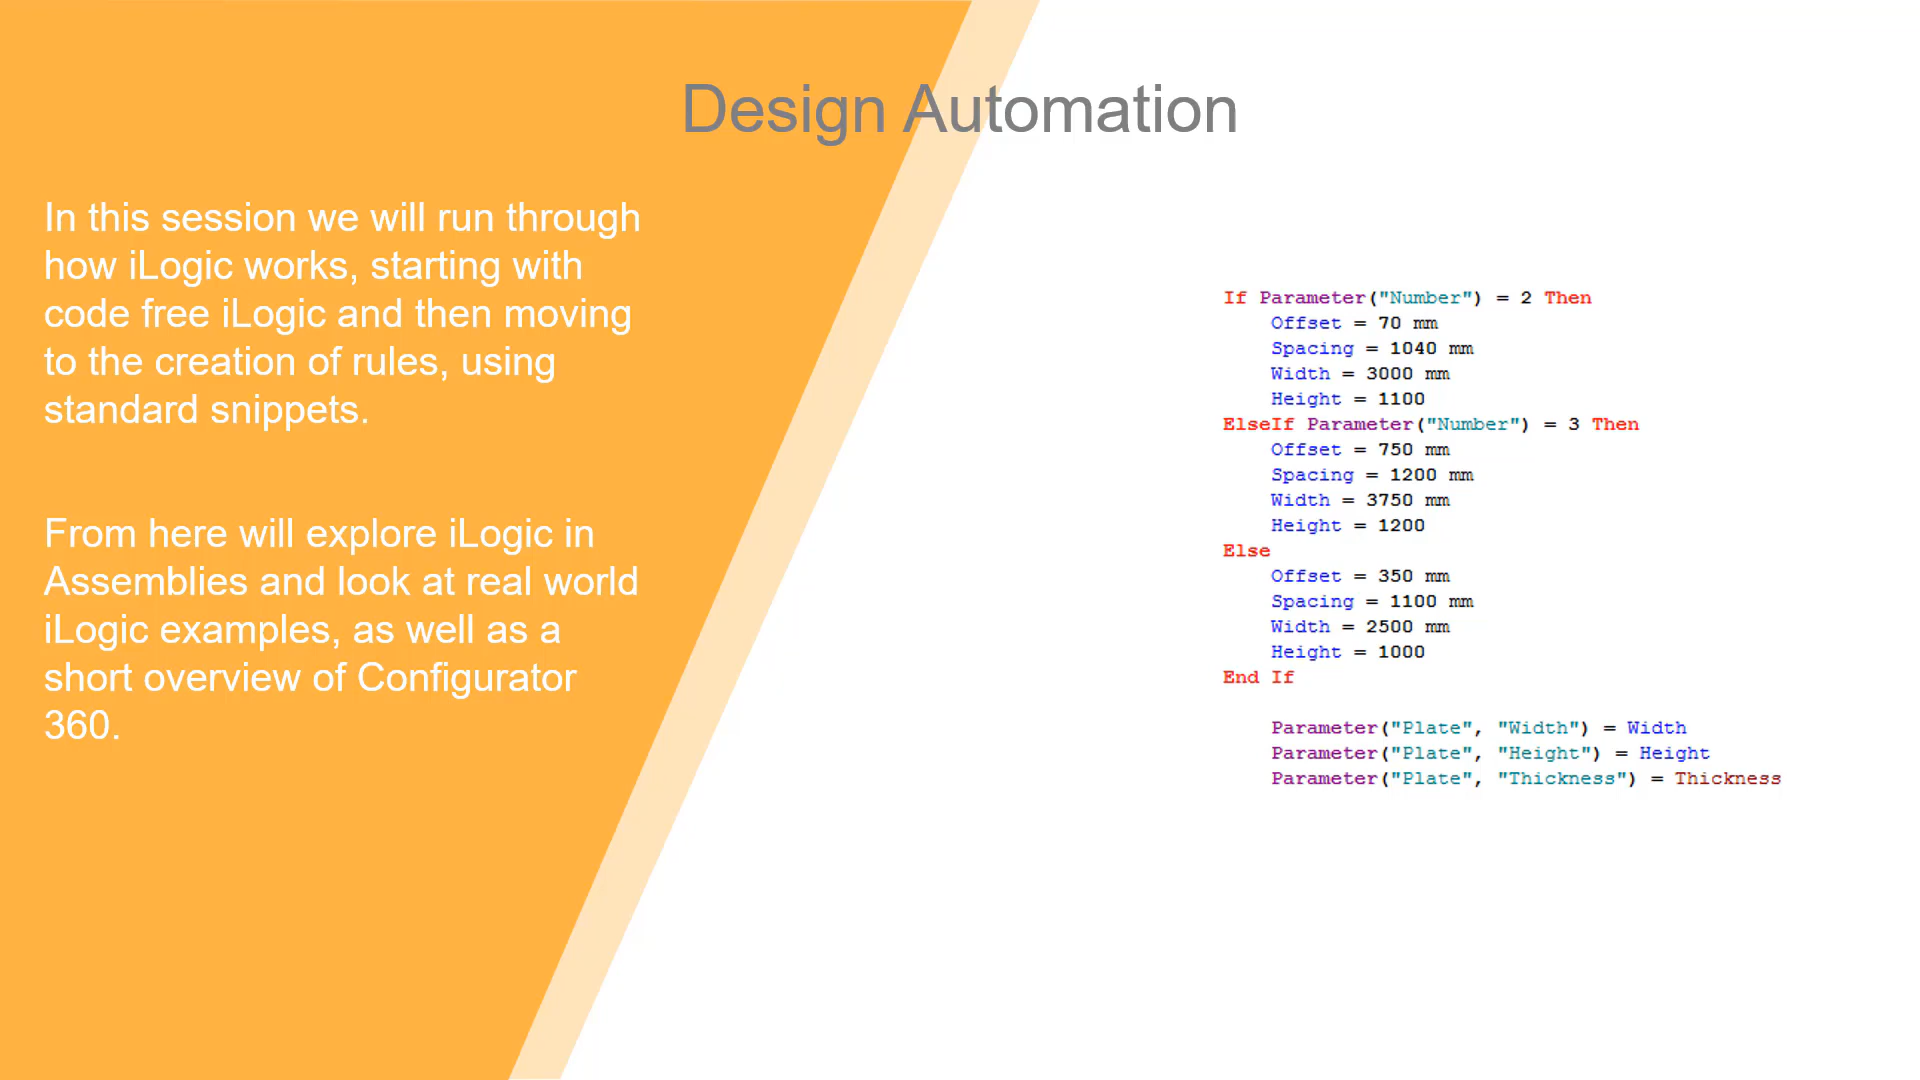 Design Automation
In this session we will run through
how iLogic works, starting with
code free iLogic and then moving
to the creation of rules, using
standard snippets.
From here will explore iLogic in
Assemblies and look at real world
iLogic examples, as well as a
short overview of Configurator
360.
If Parameter("Number") = 2 Then
    Offset = 70 mm
    Spacing = 1040 mm
    Width = 3000 mm
    Height = 1100
ElseIf Parameter("Number") = 3 Then
    Offset = 750 mm
    Spacing = 1200 mm
    Width = 3750 mm
    Height = 1200
Else
    Offset = 350 mm
    Spacing = 1100 mm
    Width = 2500 mm
    Height = 1000
End If
    Parameter("Plate", "Width") = Width
    Parameter("Plate", "Height") = Height
    Parameter("Plate", "Thickness") = Thickness